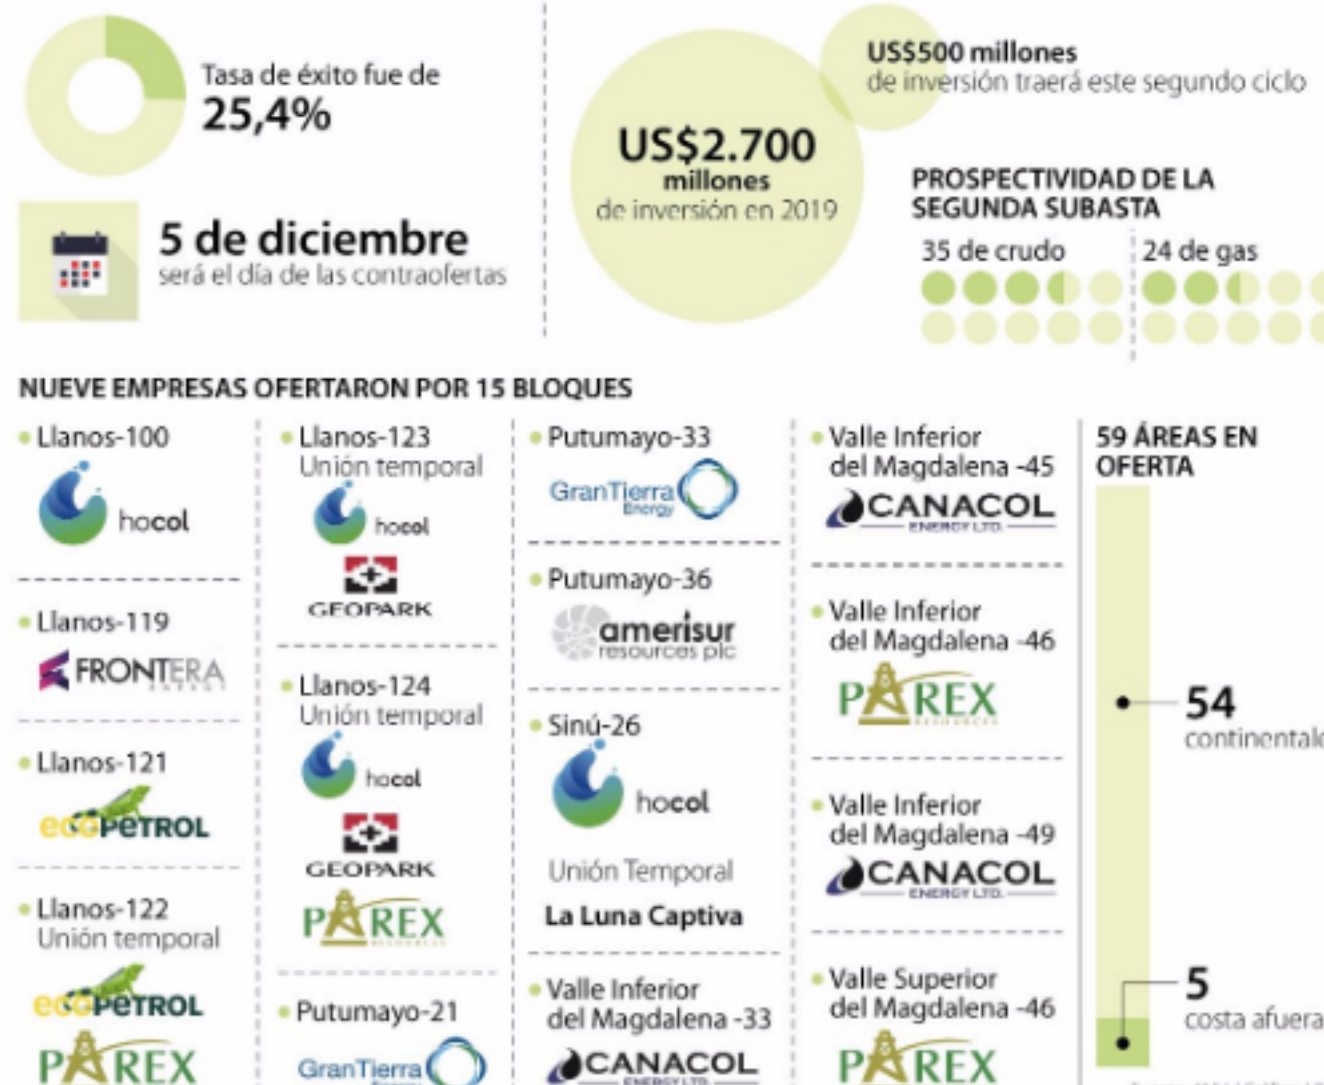 Tasa de éxito fue de
25,4%
5 de diciembre
será el día de las contraofertas
US$2.700
millones
de inversión en 2019
US$500 millones
de inversión traerá este segundo ciclo
PROSPECTIVIDAD DE LA
SEGUNDA SUBASTA
35 de crudo
24 de gas
NUEVE EMPRESAS OFERTARON POR 15 BLOQUES
Llanos-100
hocol
Llanos-119
FRONTERA
ENERGY
Llanos-121
ecopetrol
Llanos-122
Unión temporal
ecopetrol
PAREX
Llanos-123
Unión temporal
hocol
GEOPARK
Llanos-124
Unión temporal
hocol
GEOPARK
PAREX
RESOURCES
Putumayo-21
GranTierra
Energy
Putumayo-33
GranTierra
Energy
Putumayo-36
amerisur
resources plc
Sinú-26
hocol
Unión Temporal
La Luna Captiva
Valle Inferior
del Magdalena -33
CANACOL
ENERGY LTD.
Valle Inferior
del Magdalena -45
CANACOL
ENERGY LTD.
Valle Inferior
del Magdalena -46
PAREX
RESOURCES
Valle Inferior
del Magdalena -49
CANACOL
ENERGY LTD.
Valle Superior
del Magdalena -46
PAREX
59 ÁREAS EN
OFERTA
54
continentale
5
costa afuera